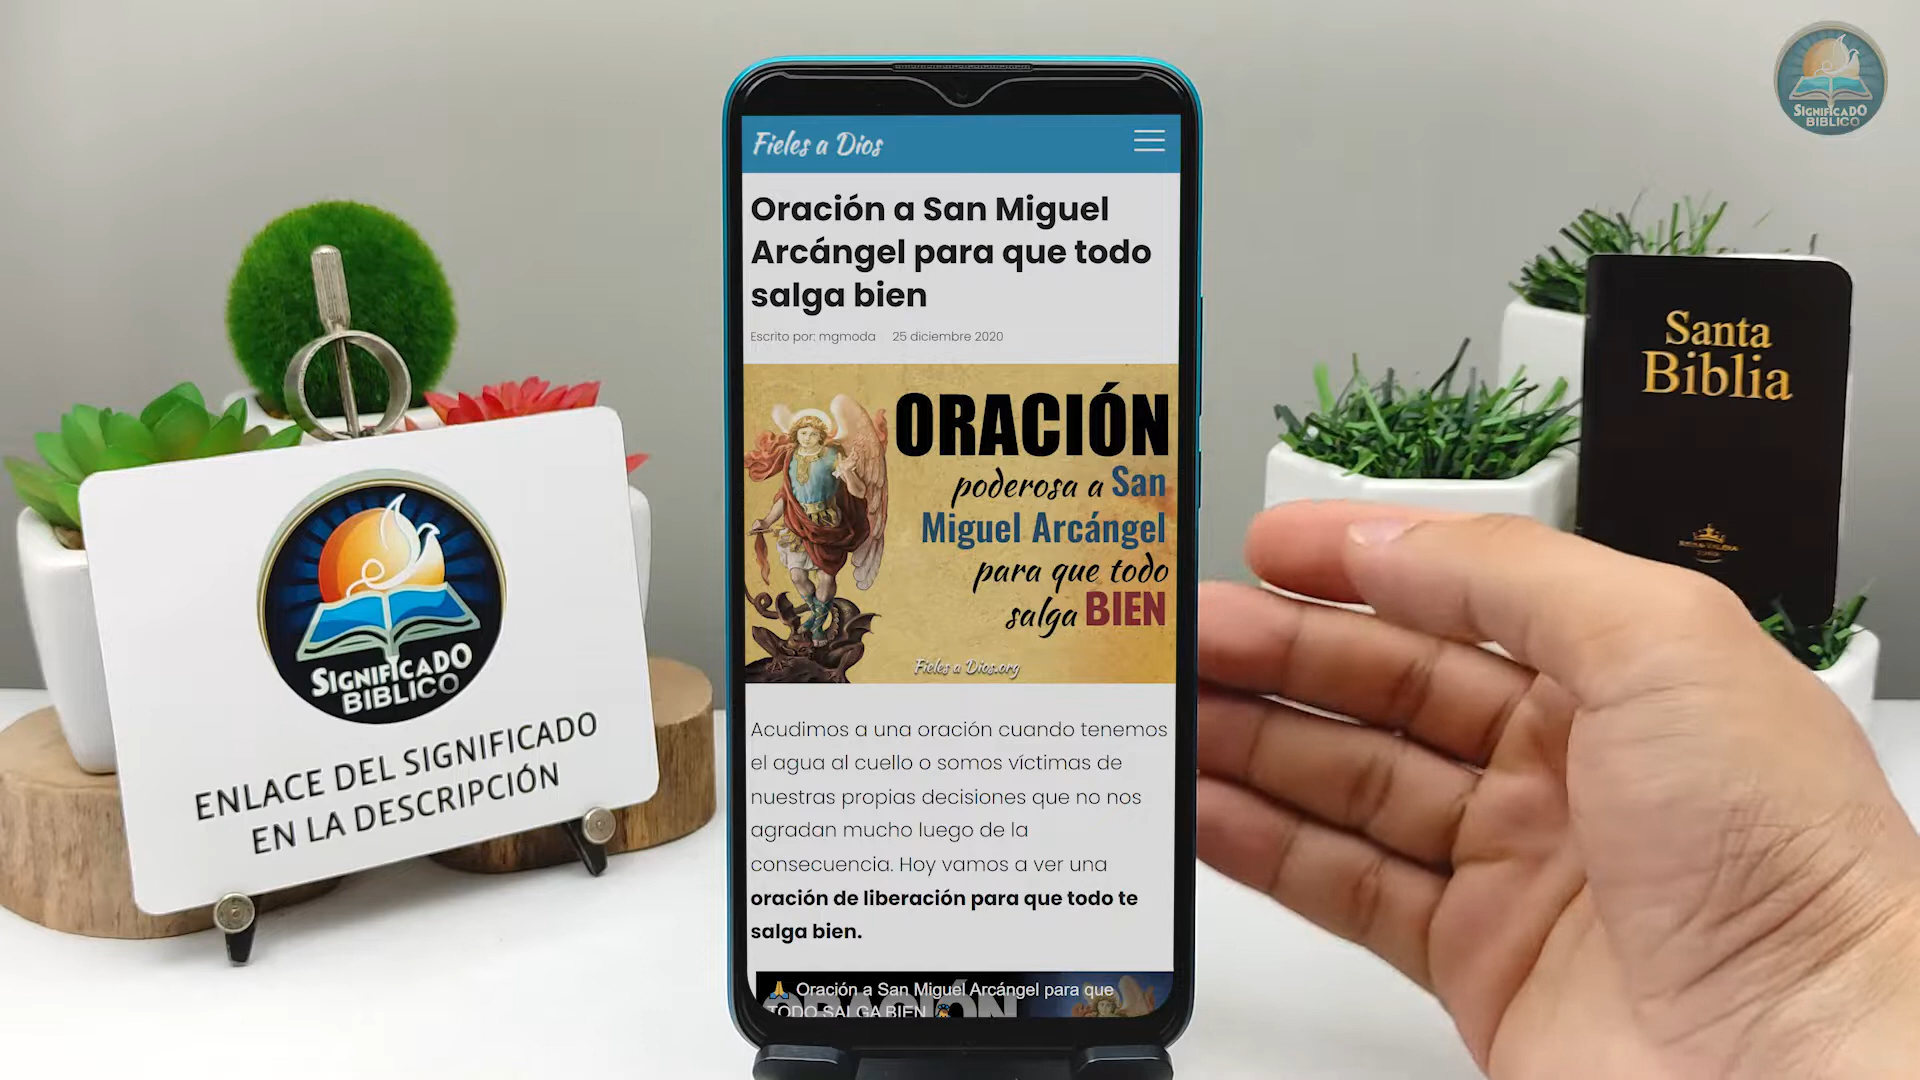 SIGNIFICADO
BIBLICO
Fieles a Dios
Oración a San Miguel
Arcángel para que todo
salga bien
Escrito por: mgmoda 25 diciembre 2020
ORACIÓN
poderosa a San
Miguel Arcángel
para que todo
salga BIEN
Fieles a Dios.org
Acudimos a una oración cuando tenemos
el agua al cuello o somos víctimas de
nuestras propias decisiones que no nos
agradan mucho luego de la
consecuencia. Hoy vamos a ver una
oración de liberación para que todo te
salga bien.
Oración a San Miguel Arcángel para que
TODO SALGA BIEN
ORACIÓN
SIGNIFICADO
BIBLICO
ENLACE DEL SIGNIFICADO
EN LA DESCRIPCIÓN
Santa
Biblia